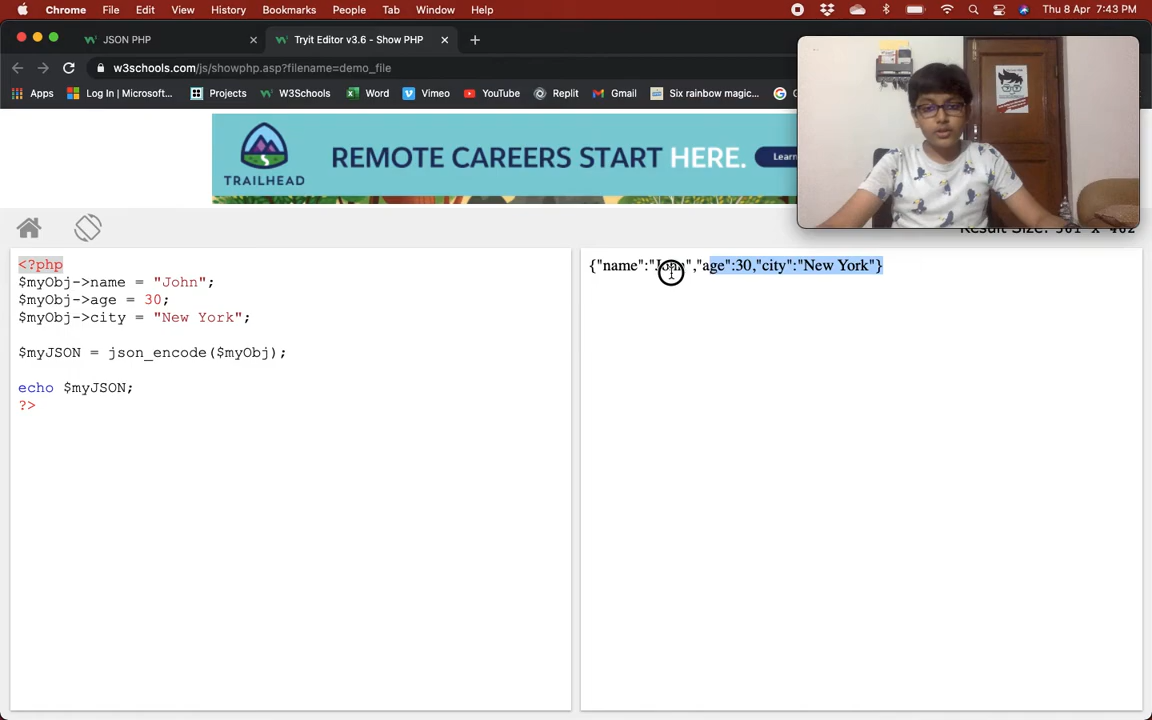 Chrome File Edit View History Bookmarks People Tab Window Help Thu 8 Apr 7:43 PM
JSON PHP
Tryit Editor v3.6 - Show PHP
w3schools.com/js/showphp.asp?filename=demo_file
Apps Log In | Microsoft... Projects W3Schools Word Vimeo YouTube Replit Gmail Six rainbow magic...
TRAILHEAD
REMOTE CAREERS START HERE.
Learn
<?php
$myObj->name = "John";
$myObj->age = 30;
$myObj->city = "New York";
$myJSON = json_encode($myObj);
echo $myJSON;
?>
{"name":"John","age":30,"city":"New York"}